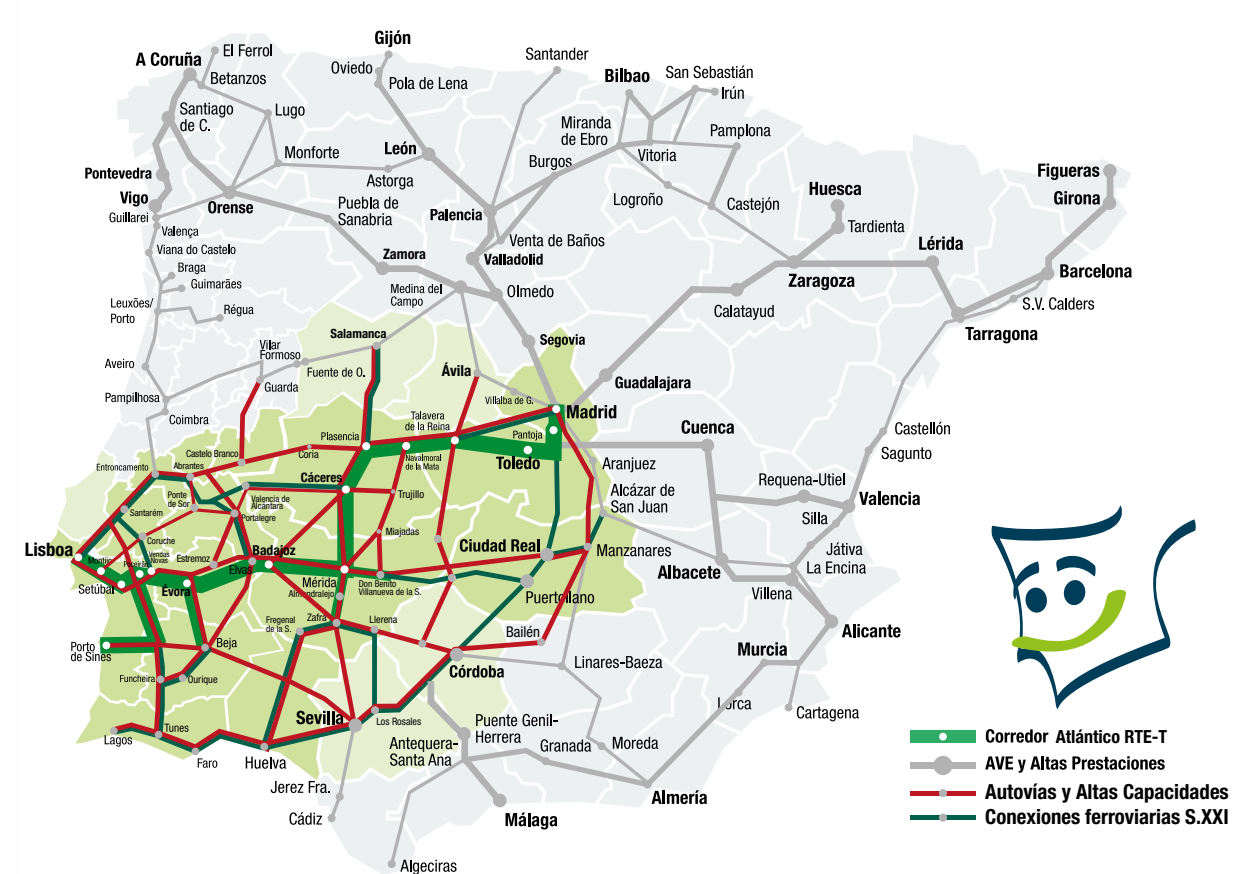 Gijón
Santander
El Ferrol
A Coruña
Oviedo
Bilbao
San Sebastián
Betanzos
Pola de Lena
Irún
Santiago
de C.
Lugo
Miranda
de Ebro
Pamplona
Monforte
León
Vitoria
Burgos
Pontevedra
Astorga
Figueras
Vigo
Orense
Puebla de
Sanabria
Logroño
Huesca
Girona
Guillarei
Palencia
Castejón
Tardienta
Valença
Viana do Castelo
Venta de Baños
Zamora
Valladolid
Lérida
Braga
Guimarães
Medina del
Campo
Olmedo
Zaragoza
Barcelona
Leuxões/
Porto
Régua
Calatayud
S.V. Calders
Salamanca
Segovia
Tarragona
Vilar
Formoso
Aveiro
Fuente de O.
Ávila
Guadalajara
Guarda
Pampilhosa
Villalba de G.
Coimbra
Talavera
de la Reina
Madrid
Plasencia
Pantoja
Cuenca
Castellón
Castelo Branco
Coria
Navalmoral
de la Mata
Toledo
Sagunto
Entroncamento
Abrantes
Aranjuez
Cáceres
Requena-Utiel
Ponte
de Sor
Valencia de
Alcántara
Trujillo
Alcázar de
San Juan
Valencia
Santarém
Portalegre
Silla
Coruche
Miajadas
Lisboa
Montijo
Poceirão
Vendas
Novas
Estremoz
Badajoz
Ciudad Real
Manzanares
Játiva
Elvas
La Encina
Albacete
Setúbal
Évora
Mérida
Don Benito
Villanueva de la S.
Almendralejo
Puertollano
Villena
Fregenal
de la S.
Zafra
Llerena
Bailén
Alicante
Porto
de Sines
Beja
Murcia
Córdoba
Linares-Baeza
Funcheira
Ourique
Lorca
Sevilla
Los Rosales
Cartagena
Tunes
Puente Genil-
Herrera
Lagos
Faro
Huelva
Antequera-
Santa Ana
Granada
Moreda
Jerez Fra.
Almería
Cádiz
Málaga
Algeciras
Corredor Atlántico RTE-T
AVE y Altas Prestaciones
Autovías y Altas Capacidades
Conexiones ferroviarias S.XXI